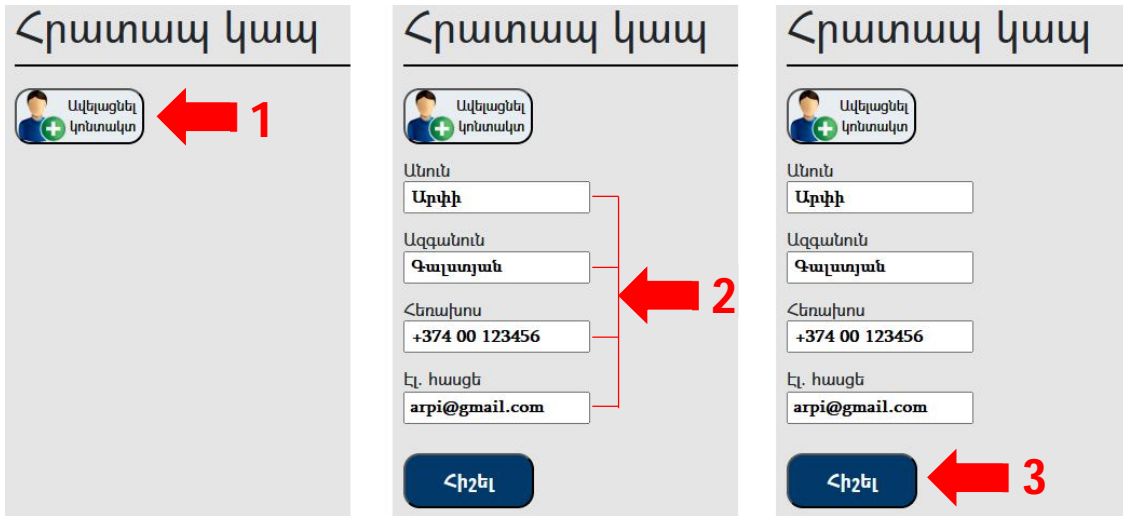 Հրատապ կապ
Ավելացնել
կոնտակտ
1
Հրատապ կապ
Ավելացնել
կոնտակտ
Անուն
Արփի
Ազգանուն
Գալստյան
Հեռախոս
+374 00 123456
Էլ. հասցե
arpi@gmail.com
Հիշել
2
Հրատապ կապ
Ավելացնել
կոնտակտ
Անուն
Արփի
Ազգանուն
Գալստյան
Հեռախոս
+374 00 123456
Էլ. հասցե
arpi@gmail.com
Հիշել
3